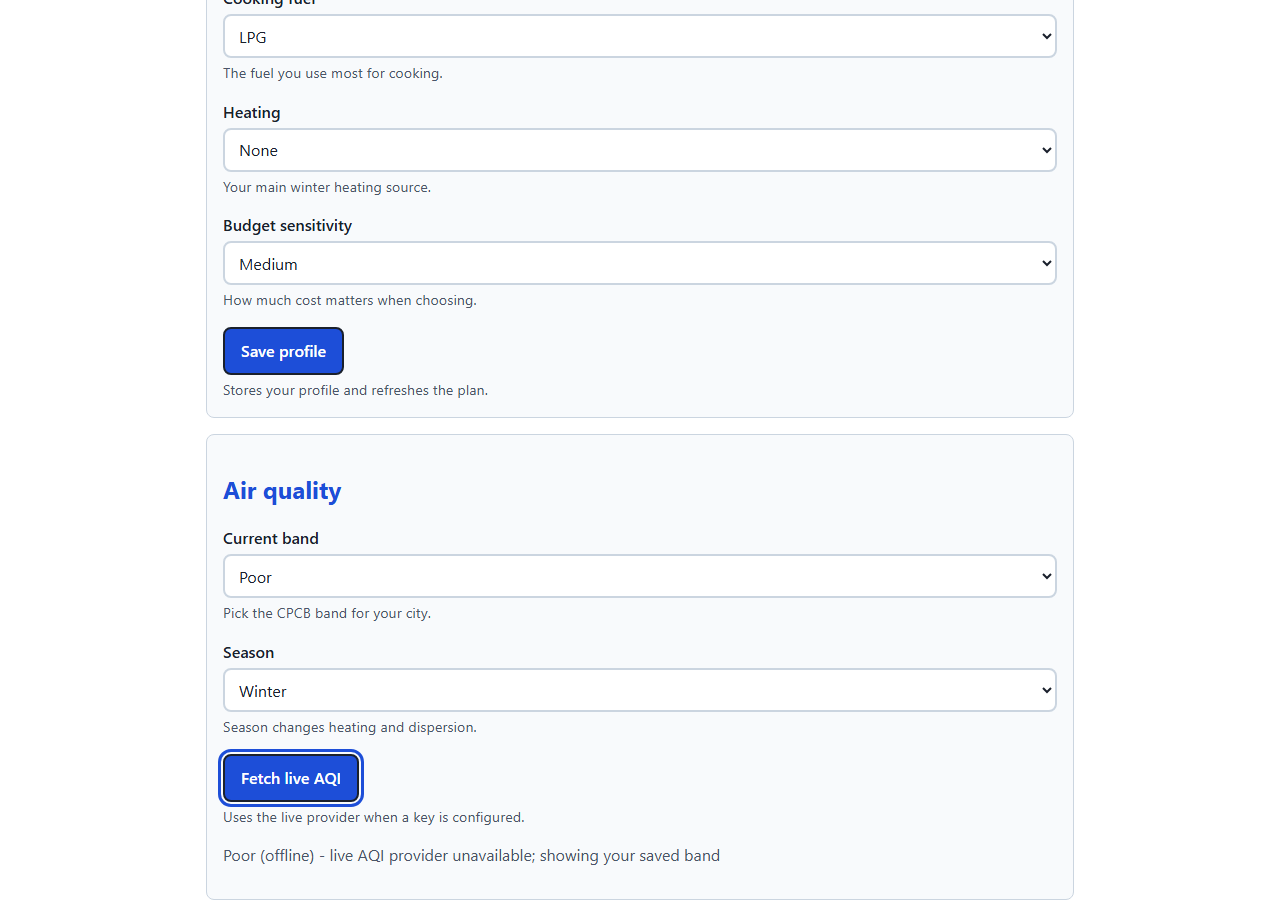 Cooking fuel
LPG
The fuel you use most for cooking.
Heating
None
Your main winter heating source.
Budget sensitivity
Medium
How much cost matters when choosing.
Save profile
Stores your profile and refreshes the plan.
Air quality
Current band
Poor
Pick the CPCB band for your city.
Season
Winter
Season changes heating and dispersion.
Fetch live AQI
Uses the live provider when a key is configured.
Poor (offline) - live AQI provider unavailable; showing your saved band